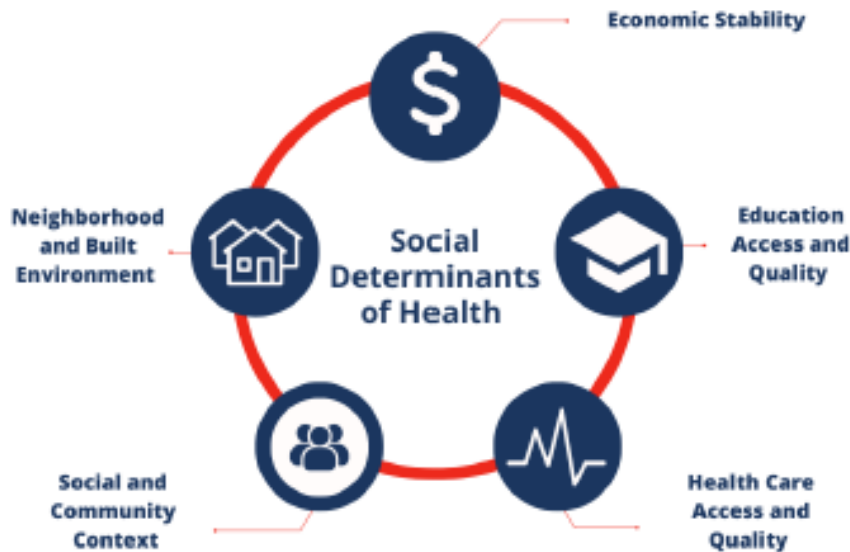 Economic Stability
$
Neighborhood
and Built
Environment
Social
Determinants
of Health
Education
Access and
Quality
Social and
Community
Context
Health Care
Access and
Quality